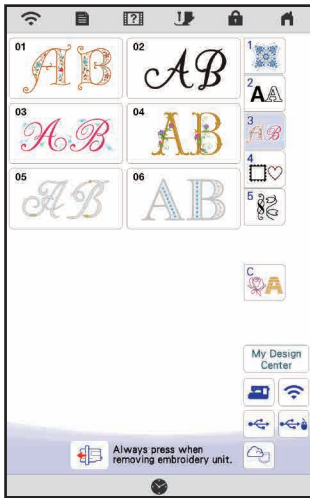 01 AB
02 AB
03 AB
04 AB
05 AB
06 AB
1
2 AA
3 AB
4
5
C A
My Design
Center
Always press when
removing embroidery unit.